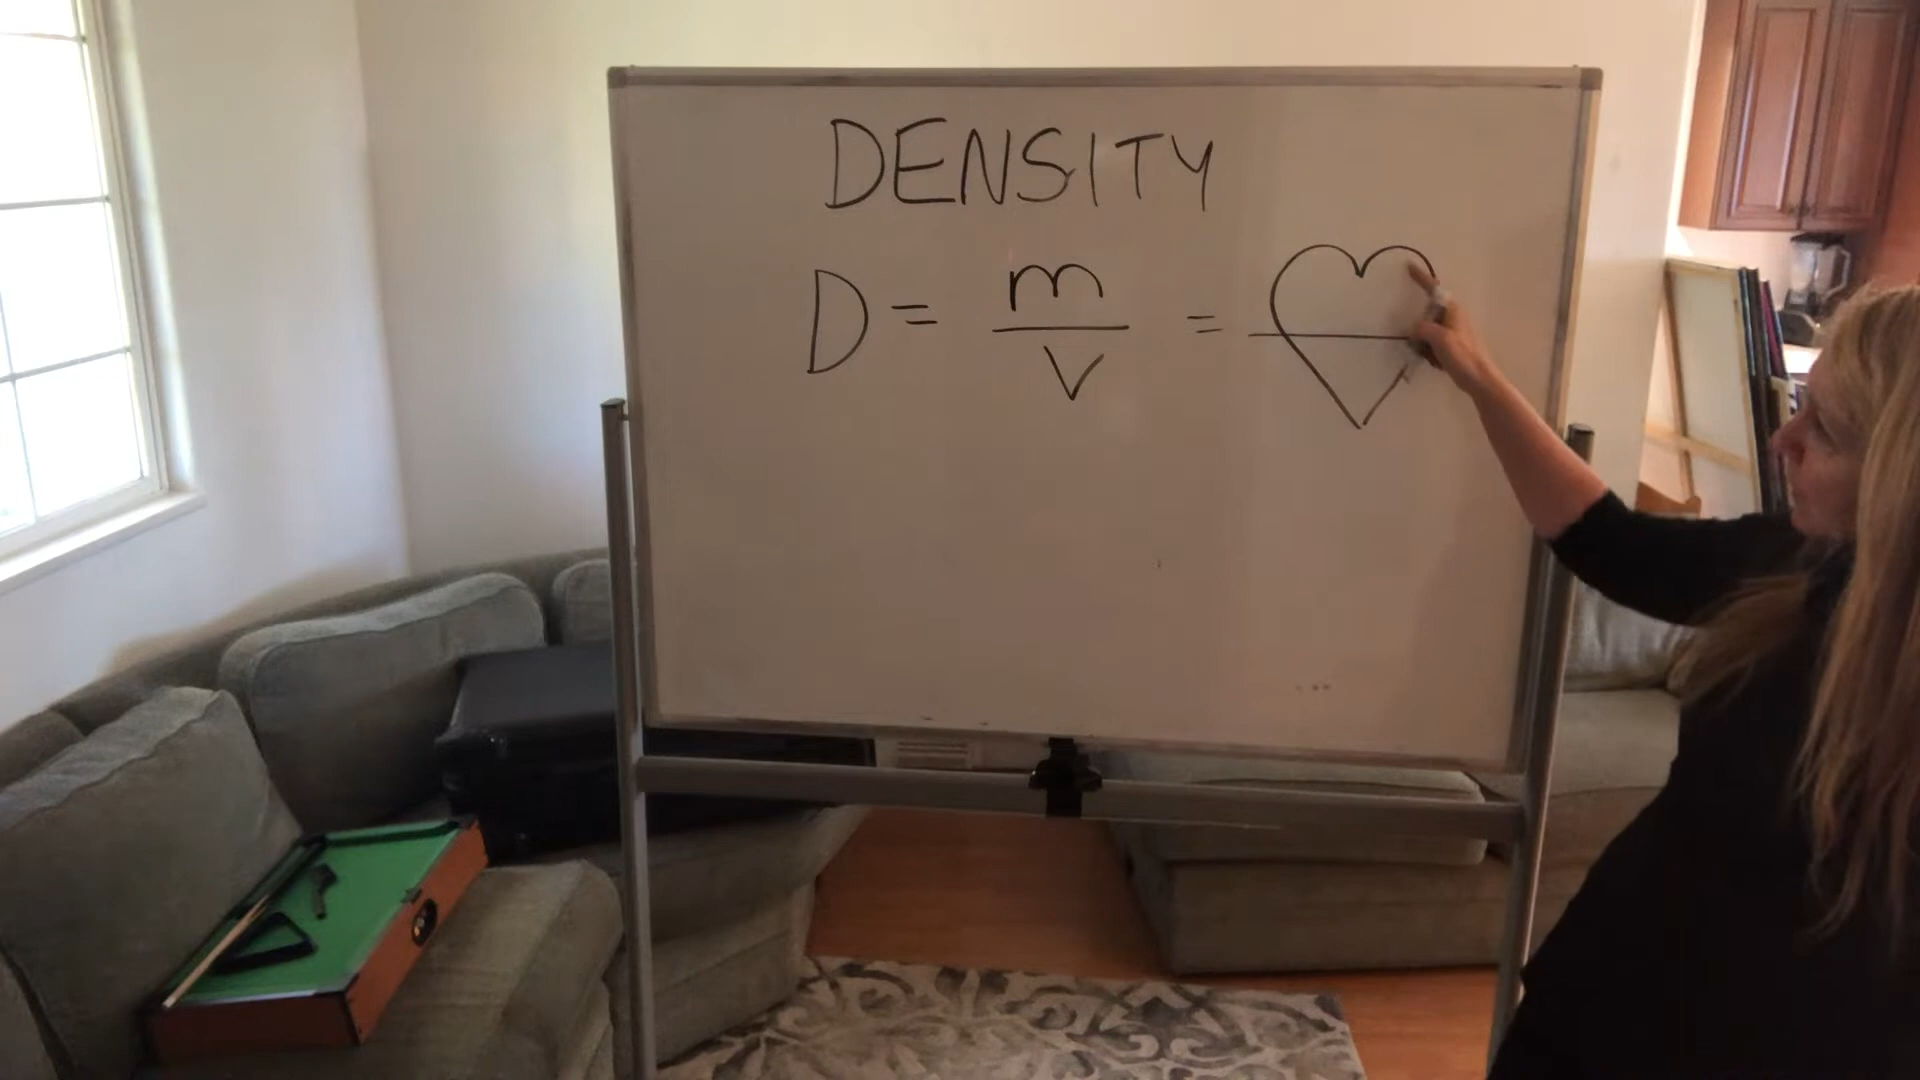 DENSITY
D = m/v =